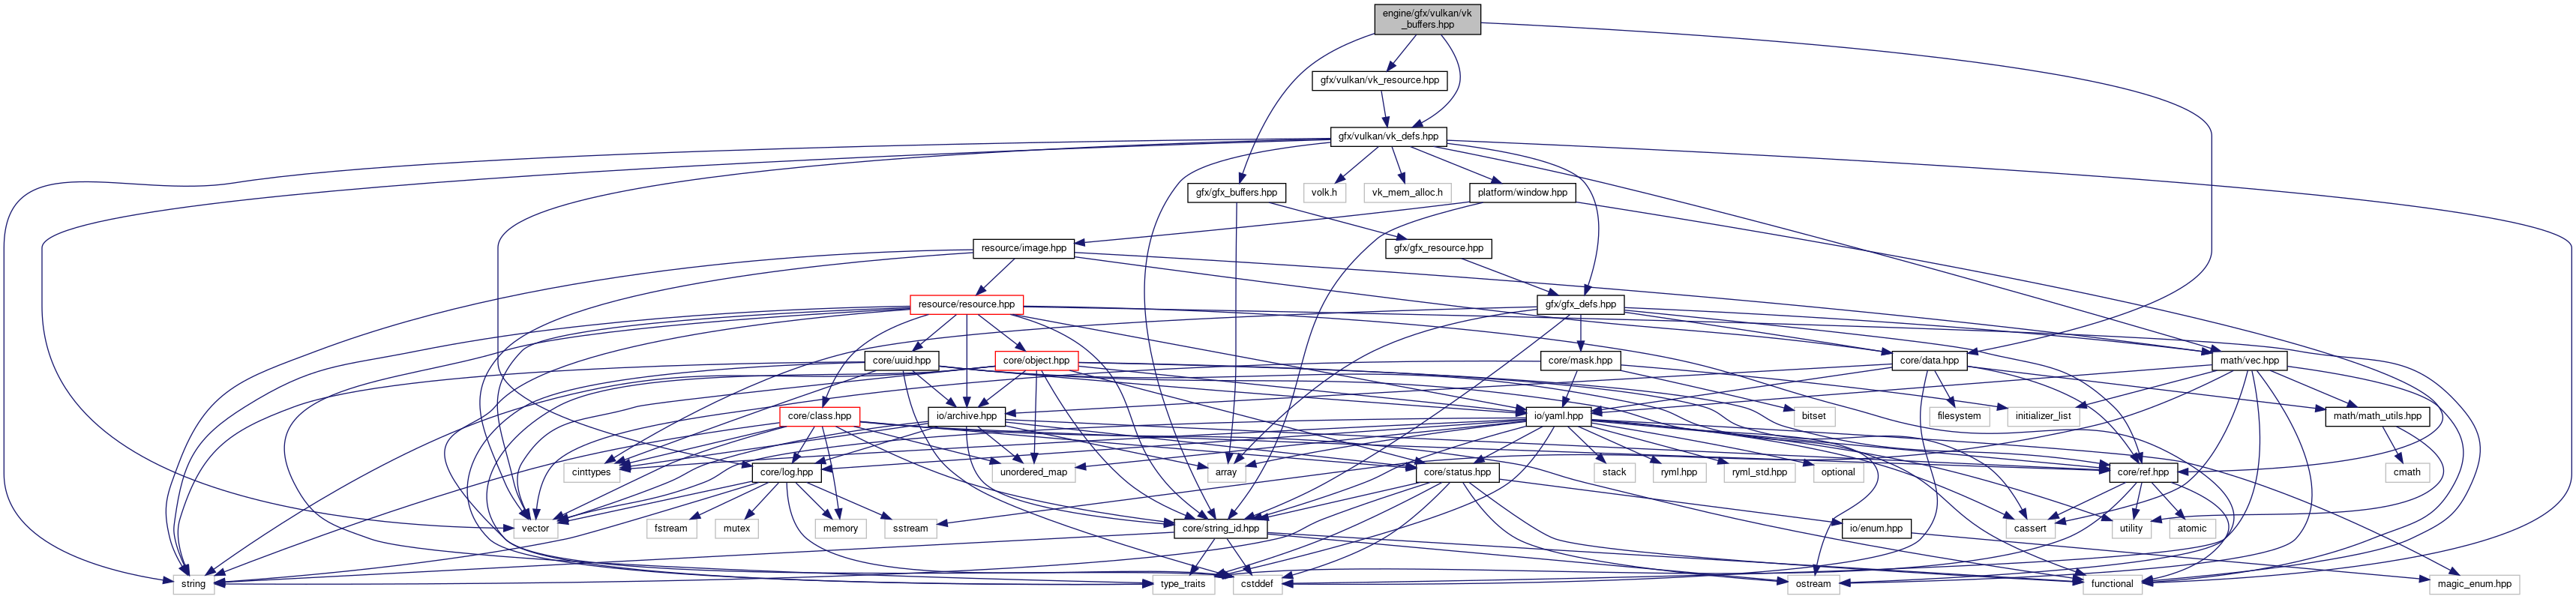 engine/gfx/vulkan/vk
_buffers.hpp
gfx/vulkan/vk_resource.hpp
gfx/vulkan/vk_defs.hpp
gfx/gfx_buffers.hpp
volk.h
vk_mem_alloc.h
platform/window.hpp
resource/image.hpp
gfx/gfx_resource.hpp
resource/resource.hpp
gfx/gfx_defs.hpp
core/uuid.hpp
core/object.hpp
core/mask.hpp
core/data.hpp
math/vec.hpp
core/class.hpp
io/archive.hpp
io/yaml.hpp
bitset
filesystem
initializer_list
math/math_utils.hpp
cinttypes
core/log.hpp
unordered_map
array
core/status.hpp
stack
ryml.hpp
ryml_std.hpp
optional
core/ref.hpp
cmath
vector
fstream
mutex
memory
sstream
core/string_id.hpp
io/enum.hpp
cassert
utility
atomic
string
type_traits
cstddef
ostream
functional
magic_enum.hpp